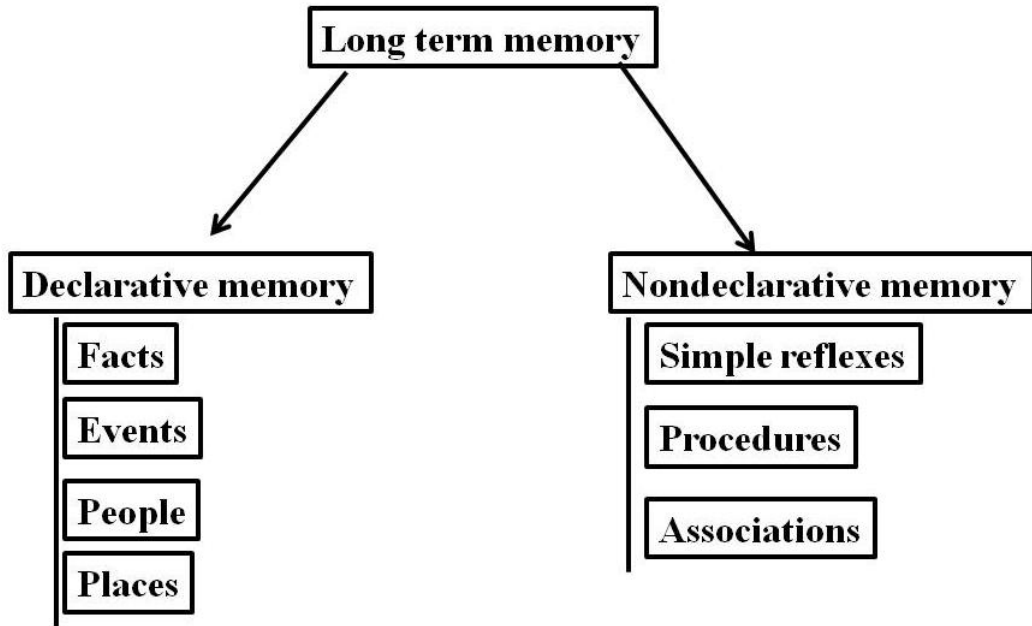 Long term memory
Declarative memory
Facts
Events
People
Places
Nondeclarative memory
Simple reflexes
Procedures
Associations